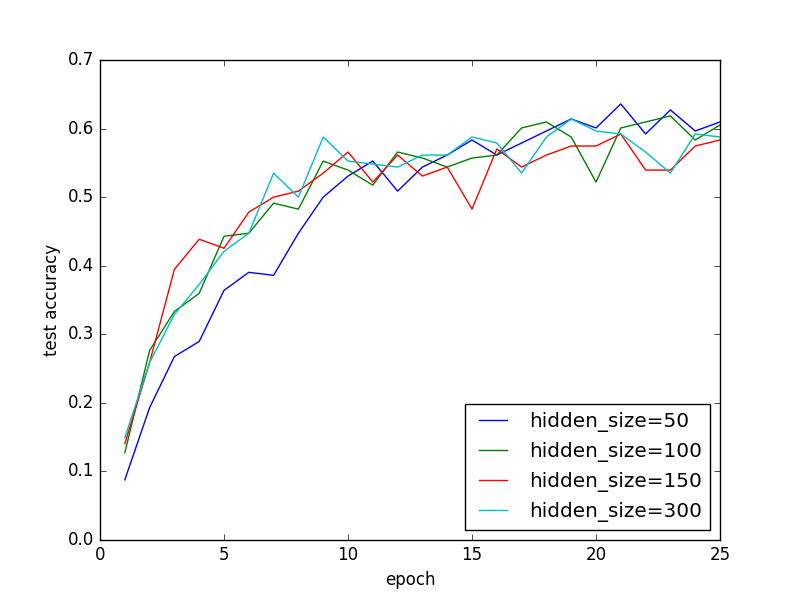 0.7
0.6
0.5
0.4
0.3
0.2
0.1
0.0
test accuracy
hidden_size=50
hidden_size=100
hidden_size=150
hidden_size=300
0 5 10 15 20 25
epoch